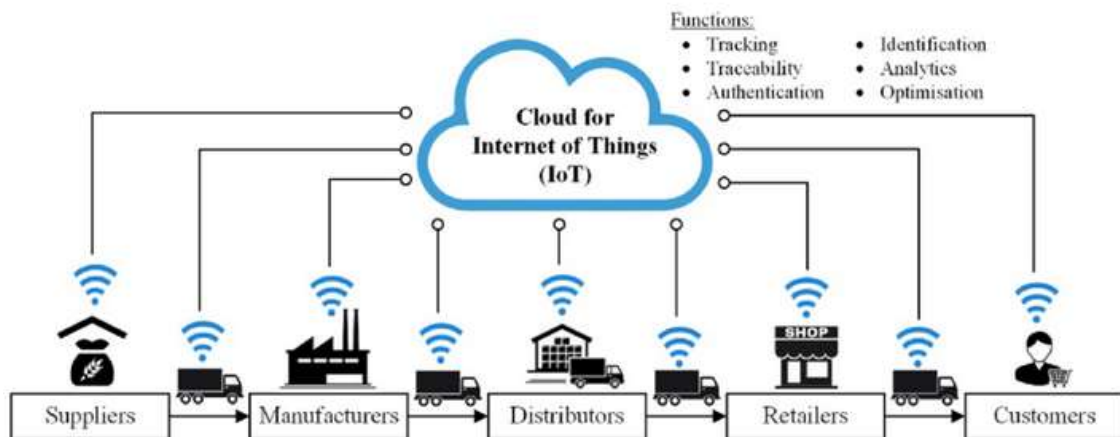 Functions:
• Tracking
• Traceability
• Authentication
• Identification
• Analytics
• Optimisation
Cloud for
Internet of Things
(IoT)
SHOP
Suppliers
Manufacturers
Distributors
Retailers
Customers